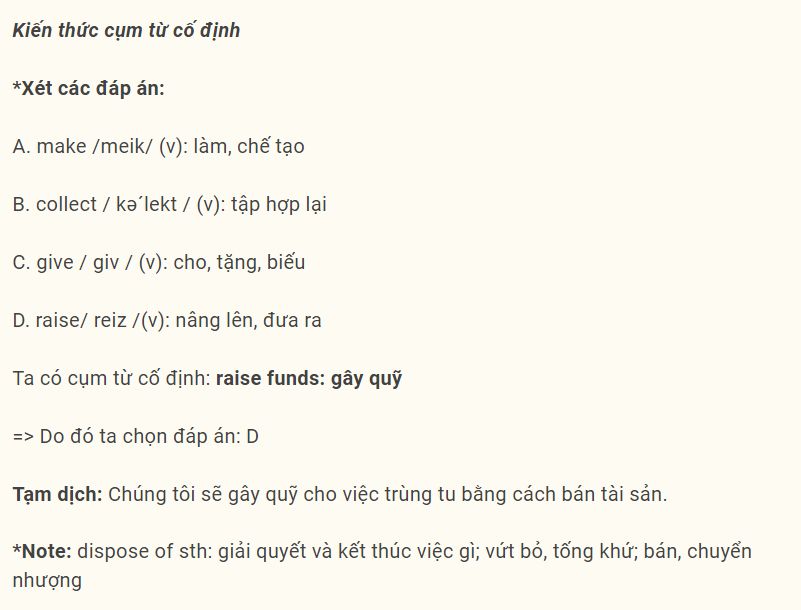 Kiến thức cụm từ cố định
*Xét các đáp án:
A. make /meik/ (v): làm, chế tạo
B. collect / kə´lekt / (v): tập hợp lại
C. give / giv / (v): cho, tặng, biếu
D. raise/ reiz /(v): nâng lên, đưa ra
Ta có cụm từ cố định: raise funds: gây quỹ
=> Do đó ta chọn đáp án: D
Tạm dịch: Chúng tôi sẽ gây quỹ cho việc trùng tu bằng cách bán tài sản.
*Note: dispose of sth: giải quyết và kết thúc việc gì; vứt bỏ, tống khứ; bán, chuyển
nhượng